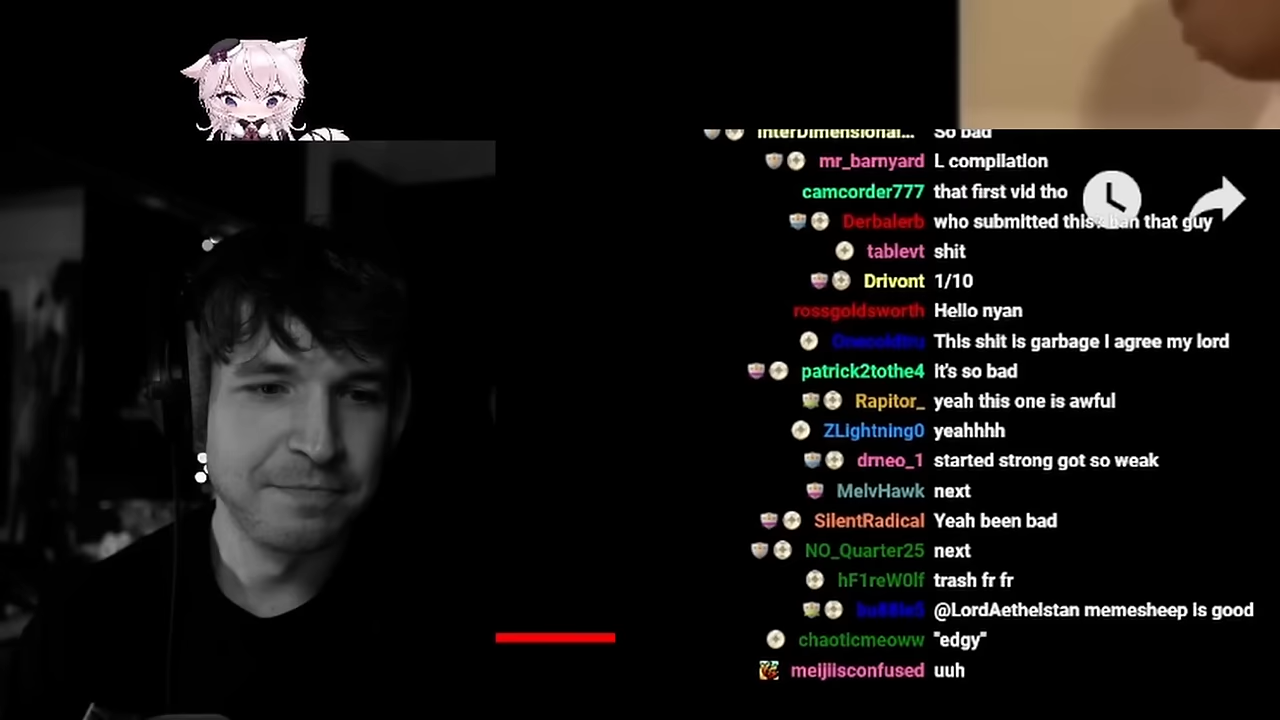 InterDimensional... So bad
mr_barnyard L compilation
camcorder777 that first vid tho
Derbalerb who submitted this? ban that guy
tablevt shit
Drivont 1/10
rossgoldsworth Hello nyan
This shit is garbage I agree my lord
patrick2tothe4 it's so bad
Rapitor_ yeah this one is awful
ZLightning0 yeahhhh
drneo_1 started strong got so weak
MelvHawk next
SilentRadical Yeah been bad
NO_Quarter25 next
hF1reW0lf trash fr fr
@LordAethelstan memesheep is good
chaoticmeoww "edgy"
meijiisconfused uuh